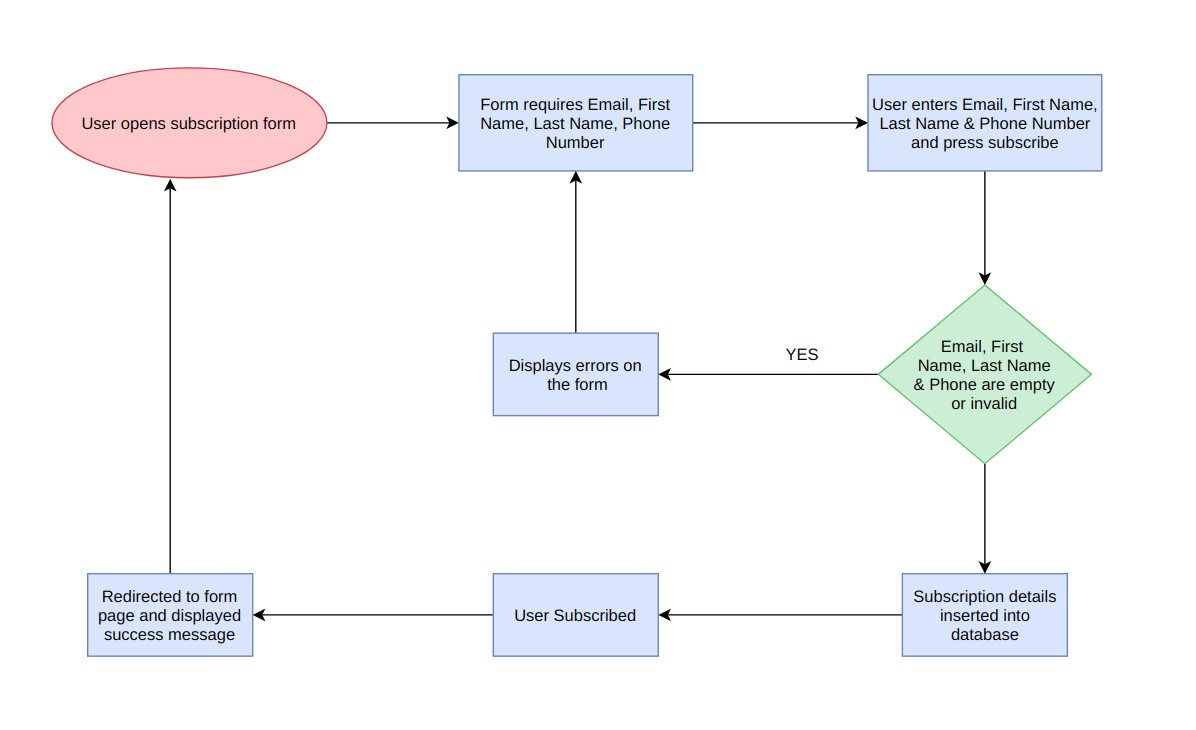 User opens subscription form
Form requires Email, First
Name, Last Name, Phone
Number
User enters Email, First Name,
Last Name & Phone Number
and press subscribe
Email, First
Name, Last Name
& Phone are empty
or invalid
YES
Displays errors on
the form
Subscription details
inserted into
database
User Subscribed
Redirected to form
page and displayed
success message